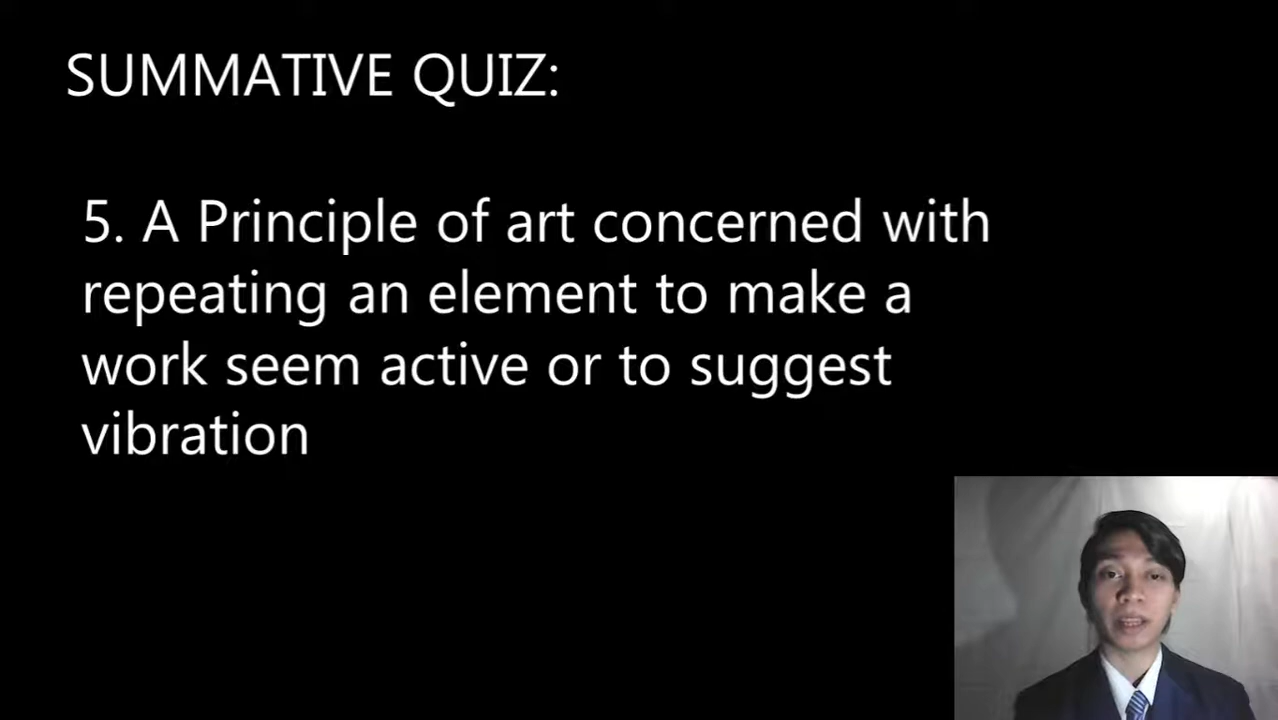 SUMMATIVE QUIZ:
5. A Principle of art concerned with
repeating an element to make a
work seem active or to suggest
vibration